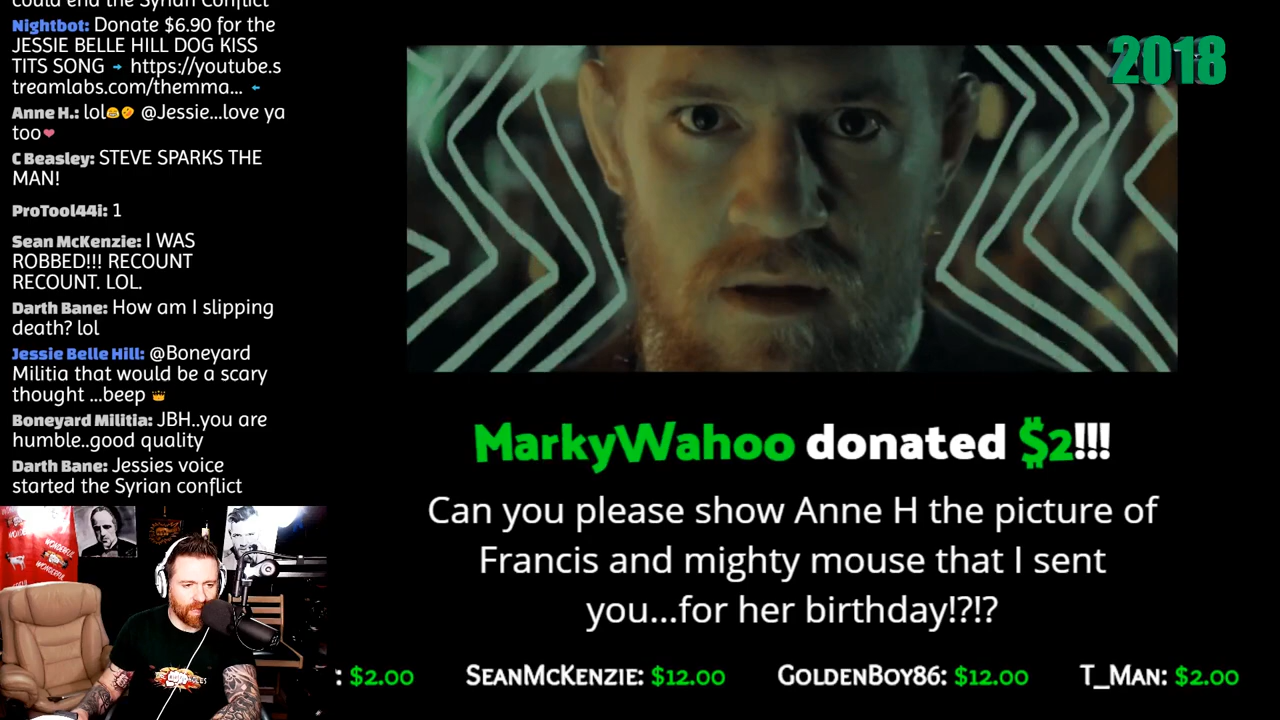 could end the Syrian Conflict
Nightbot: Donate $6.90 for the
JESSIE BELLE HILL DOG KISS
TITS SONG → https://youtube.s
treamlabs.com/themma... ←
Anne H.: lol @Jessie...love ya
too
C Beasley: STEVE SPARKS THE
MAN!
ProTool44i: 1
Sean McKenzie: I WAS
ROBBED!!! RECOUNT
RECOUNT. LOL.
Darth Bane: How am I slipping
death? lol
Jessie Belle Hill: @Boneyard
Militia that would be a scary
thought ...beep
Boneyard Militia: JBH..you are
humble..good quality
Darth Bane: Jessies voice
started the Syrian conflict
2018
MarkyWahoo donated $2!!!
Can you please show Anne H the picture of
Francis and mighty mouse that I sent
you...for her birthday!?!?
: $2.00 SeanMcKenzie: $12.00 GoldenBoy86: $12.00 T_Man: $2.00